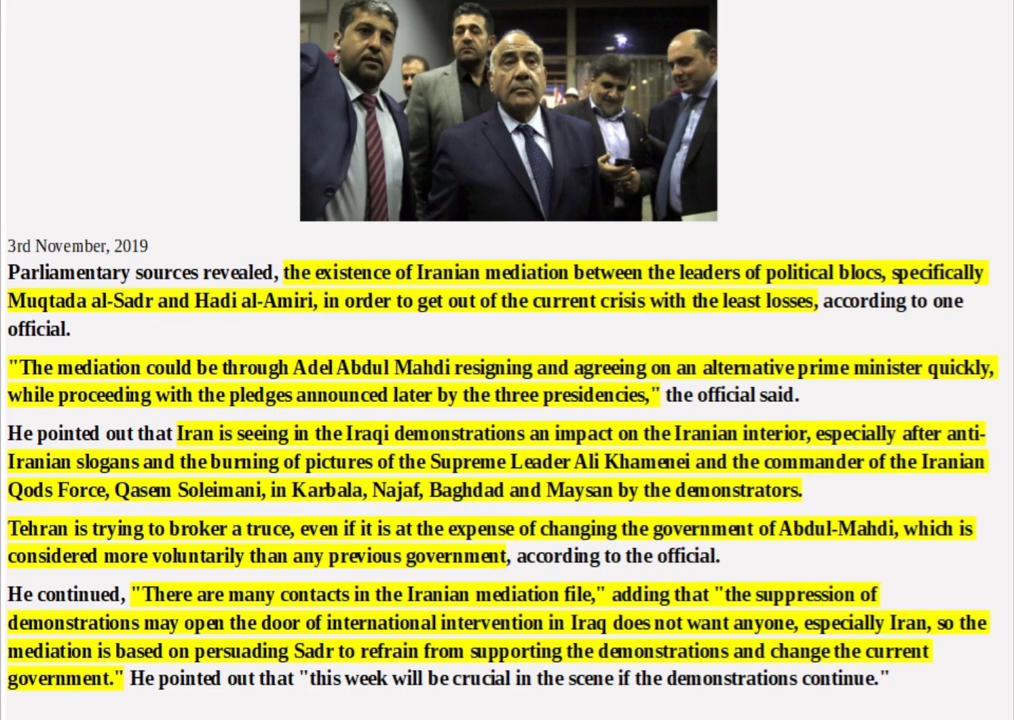 3rd November, 2019
Parliamentary sources revealed, the existence of Iranian mediation between the leaders of political blocs, specifically
Muqtada al-Sadr and Hadi al-Amiri, in order to get out of the current crisis with the least losses, according to one
official.
"The mediation could be through Adel Abdul Mahdi resigning and agreeing on an alternative prime minister quickly,
while proceeding with the pledges announced later by the three presidencies," the official said.
He pointed out that Iran is seeing in the Iraqi demonstrations an impact on the Iranian interior, especially after anti-
Iranian slogans and the burning of pictures of the Supreme Leader Ali Khamenei and the commander of the Iranian
Qods Force, Qasem Soleimani, in Karbala, Najaf, Baghdad and Maysan by the demonstrators.
Tehran is trying to broker a truce, even if it is at the expense of changing the government of Abdul-Mahdi, which is
considered more voluntarily than any previous government, according to the official.
He continued, "There are many contacts in the Iranian mediation file," adding that "the suppression of
demonstrations may open the door of international intervention in Iraq does not want anyone, especially Iran, so the
mediation is based on persuading Sadr to refrain from supporting the demonstrations and change the current
government." He pointed out that "this week will be crucial in the scene if the demonstrations continue."